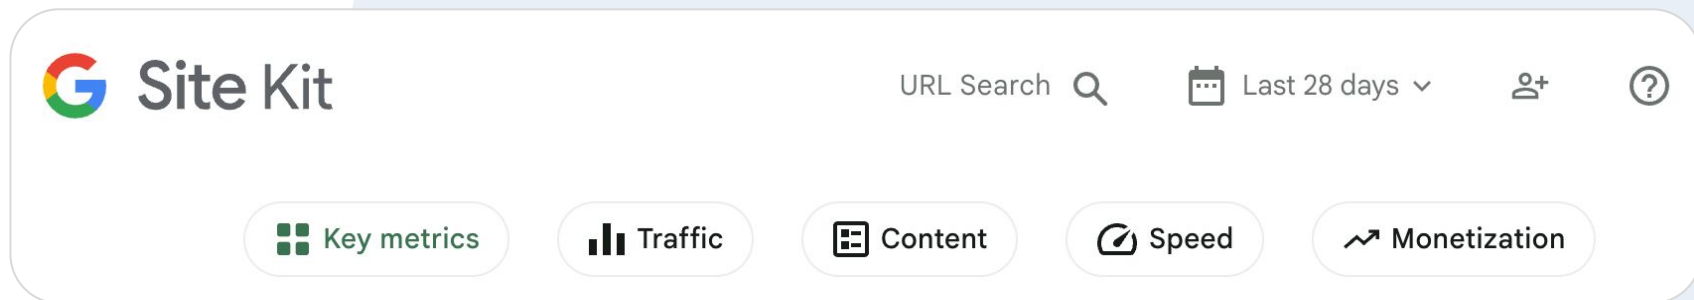 Site Kit URL Search Last 28 days
Key metrics Traffic Content Speed Monetization